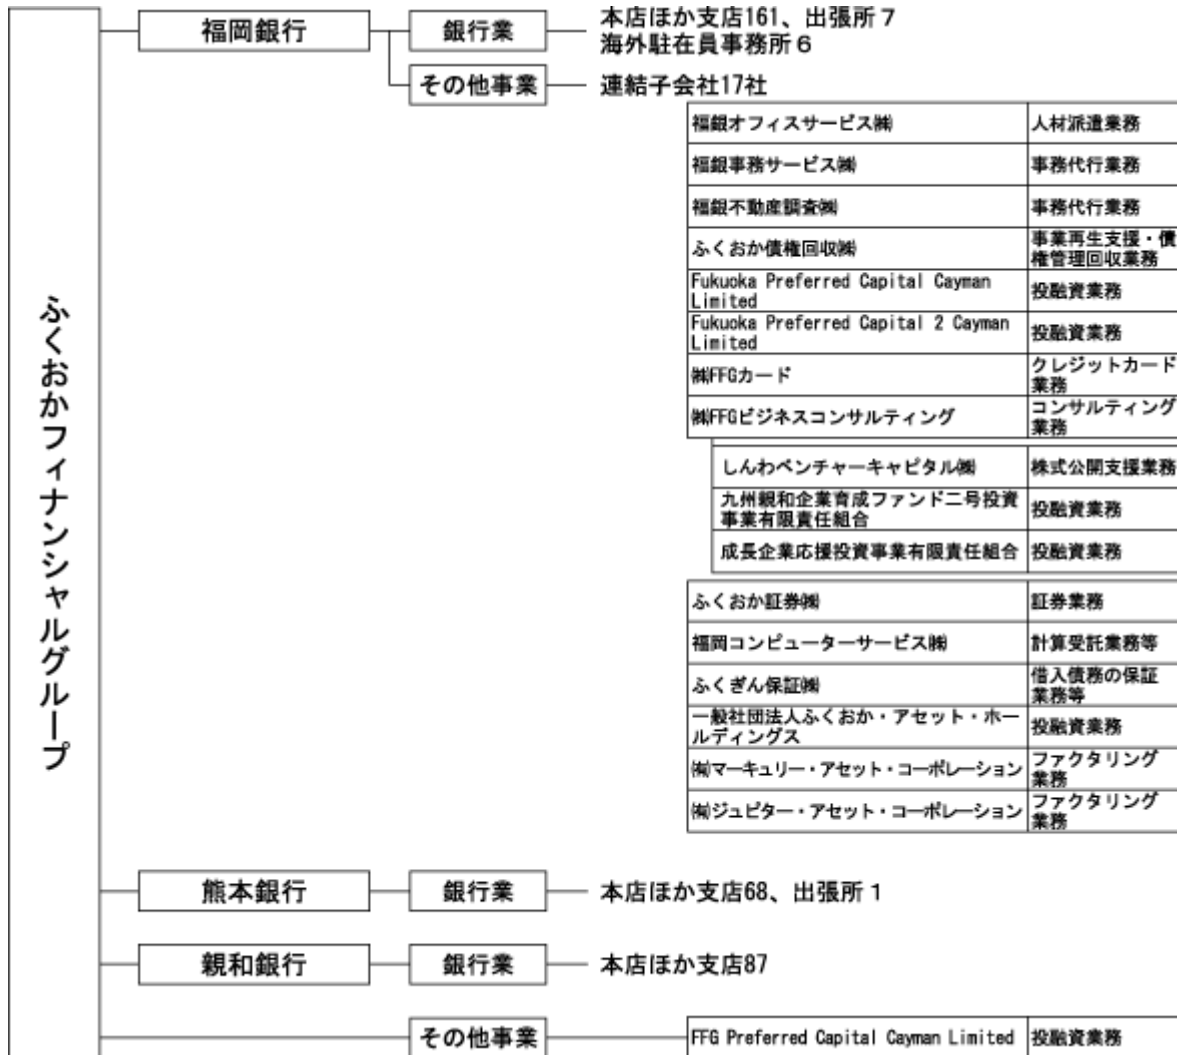 ふくおかフィナンシャルグループ
福岡銀行
銀行業
本店ほか支店161、出張所７
海外駐在員事務所６
その他事業
連結子会社17社
福銀オフィスサービス㈱
人材派遣業務
福銀事務サービス㈱
事務代行業務
福銀不動産調査㈱
事務代行業務
ふくおか債権回収㈱
事業再生支援・債
権管理回収業務
Fukuoka Preferred Capital Cayman
Limited
投融資業務
Fukuoka Preferred Capital 2 Cayman
Limited
投融資業務
㈱FFGカード
クレジットカード
業務
㈱FFGビジネスコンサルティング
コンサルティング
業務
しんわベンチャーキャピタル㈱
株式公開支援業務
九州親和企業育成ファンド二号投資
事業有限責任組合
投融資業務
成長企業応援投資事業有限責任組合
投融資業務
ふくおか証券㈱
証券業務
福岡コンピューターサービス㈱
計算受託業務等
ふくぎん保証㈱
借入債務の保証
業務等
一般社団法人ふくおか・アセット・ホー
ルディングス
投融資業務
㈲マーキュリー・アセット・コーポレーション
ファクタリング
業務
㈲ジュピター・アセット・コーポレーション
ファクタリング
業務
熊本銀行
銀行業
本店ほか支店68、出張所１
親和銀行
銀行業
本店ほか支店87
その他事業
FFG Preferred Capital Cayman Limited
投融資業務